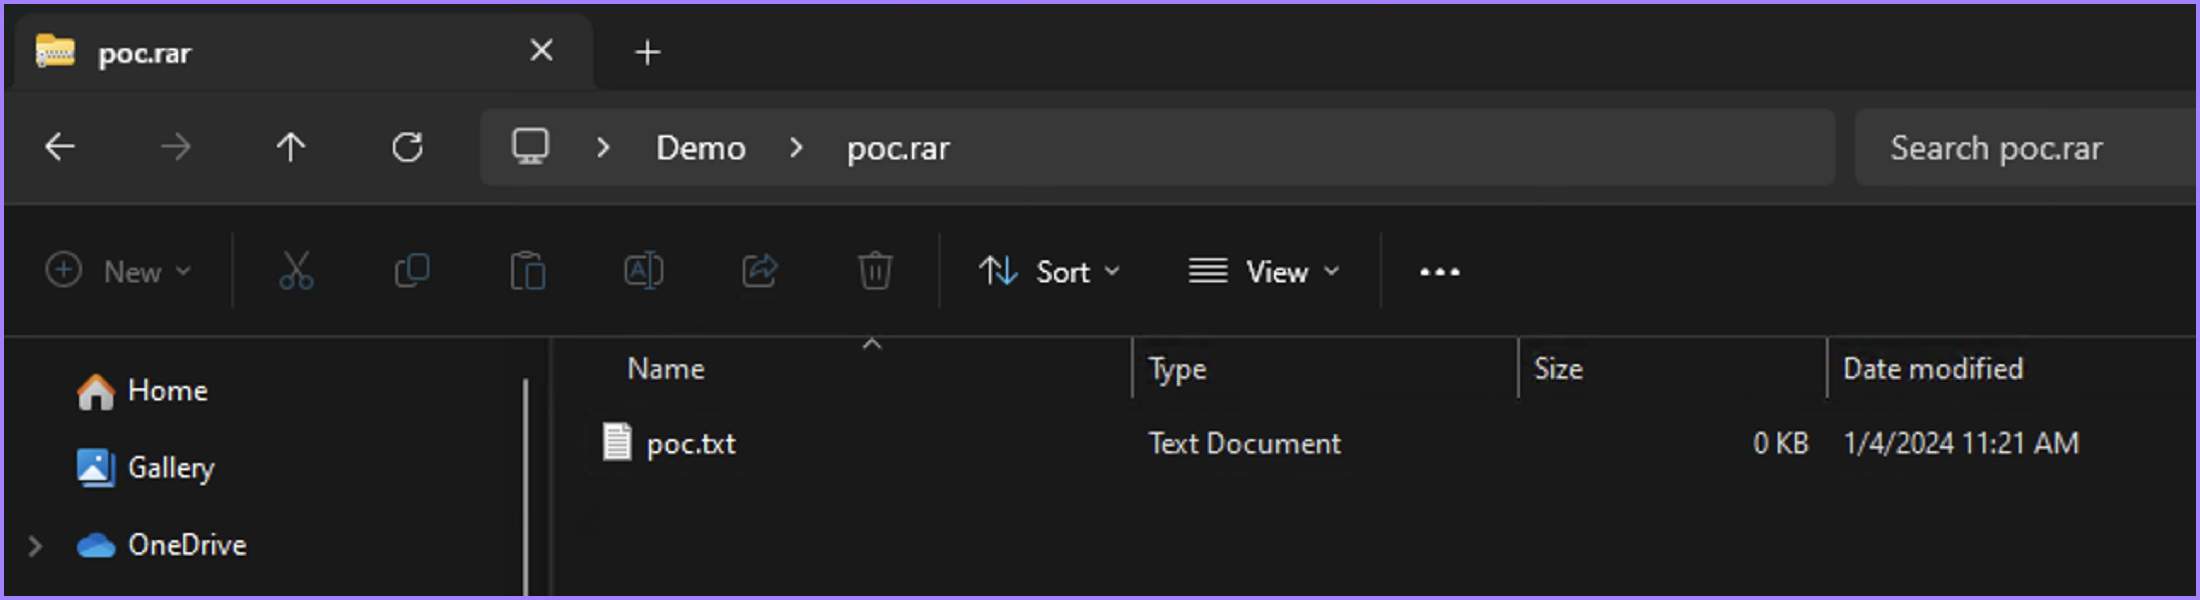 poc.rar
Demo poc.rar Search poc.rar
New Sort View
Name Type Size Date modified
Home
poc.txt Text Document 0 KB 1/4/2024 11:21 AM
Gallery
OneDrive